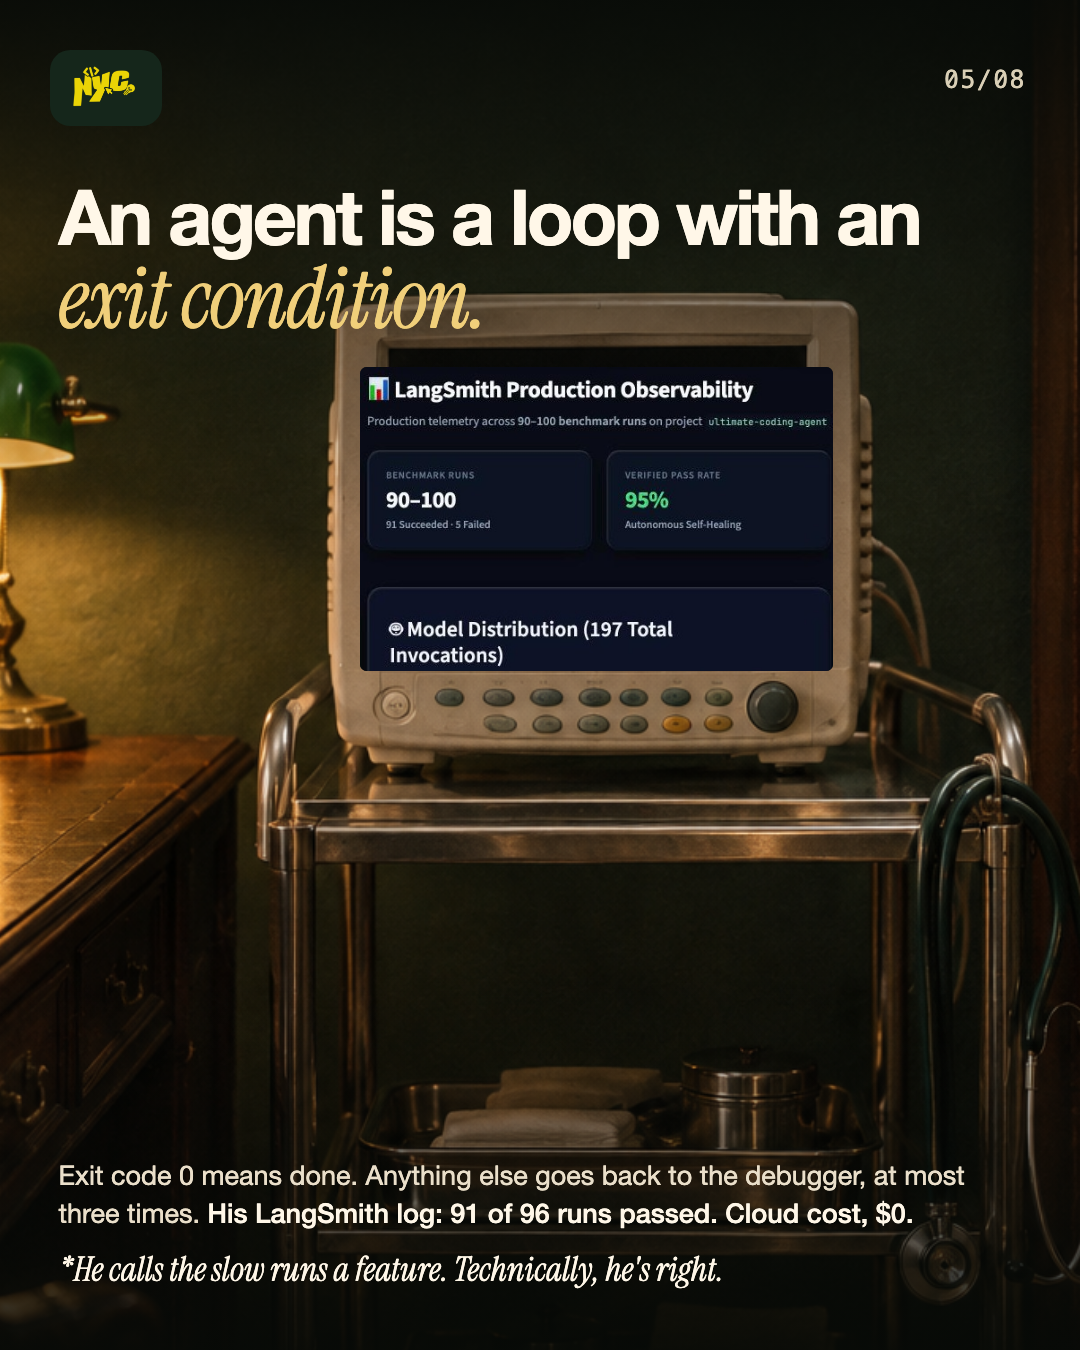 NYC
05/08
An agent is a loop with an
exit condition.
📊 LangSmith Production Observability
Production telemetry across 90–100 benchmark runs on project ultimate-coding-agent
BENCHMARK RUNS
90–100
91 Succeeded · 5 Failed
VERIFIED PASS RATE
95%
Autonomous Self-Healing
Model Distribution (197 Total
Invocations)
Exit code 0 means done. Anything else goes back to the debugger, at most
three times. His LangSmith log: 91 of 96 runs passed. Cloud cost, $0.
*He calls the slow runs a feature. Technically, he's right.